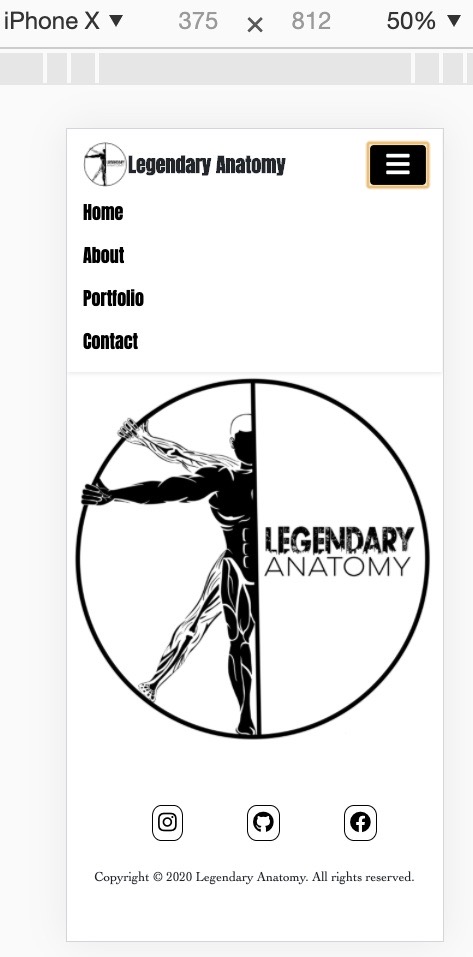 iPhone X ▼ 375 × 812 50% ▼
Legendary Anatomy
Home
About
Portfolio
Contact
LEGENDARY
ANATOMY
Copyright © 2020 Legendary Anatomy. All rights reserved.